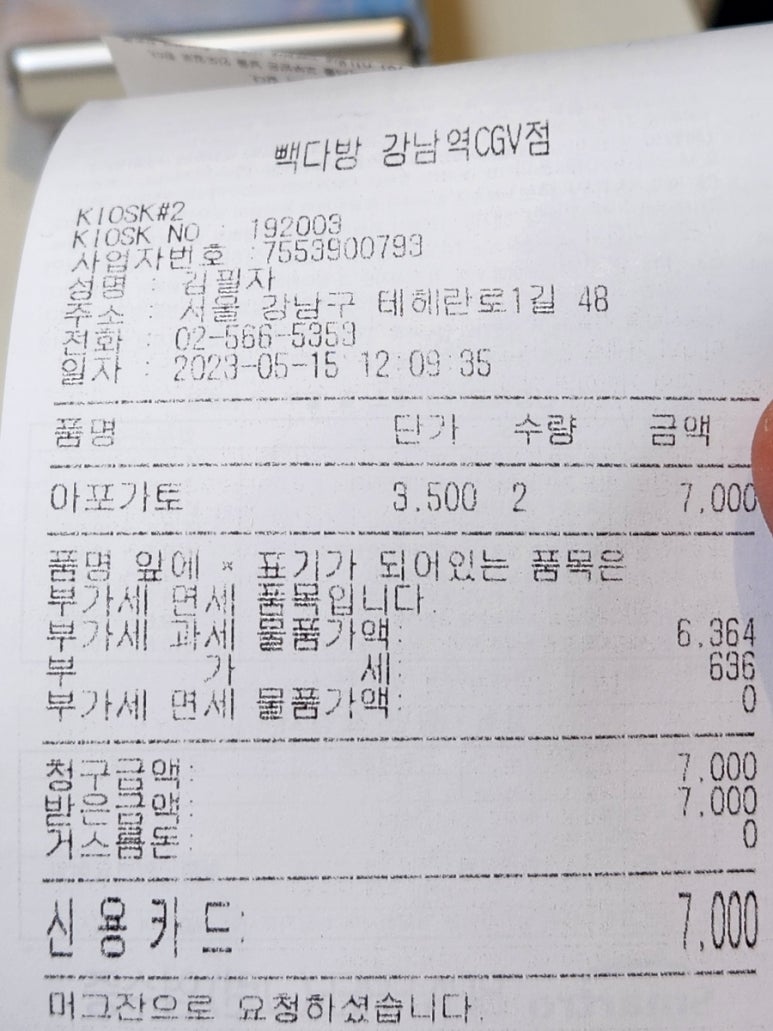 빽다방 강남역CGV점
KIOSK#2
KIOSK NO : 192003
사업자번호 :7553900793
성명 : 김필자
주소 : 서울 강남구 테헤란로1길 48
전화 : 02-566-5353
일자 : 2023-05-15 12:09:35
품명 단가 수량 금액
아포가토 3.500 2 7,000
품명 앞에 * 표기가 되어있는 품목은
부가세 면세 품목입니다.
부가세 과세 물품가액: 6,364
부 가 세: 636
부가세 면세 물품가액: 0
청구금액: 7,000
받은금액: 7,000
거스름돈: 0
신용카드: 7,000
머그잔으로 요청하셨습니다.